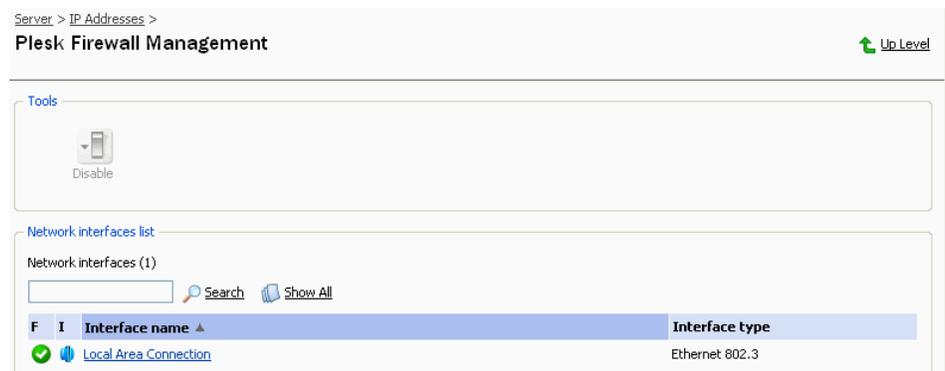 Server > IP Addresses >
Plesk Firewall Management
Up Level
Tools
Disable
Network interfaces list
Network interfaces (1)
Search Show All
F I Interface name Interface type
Local Area Connection Ethernet 802.3